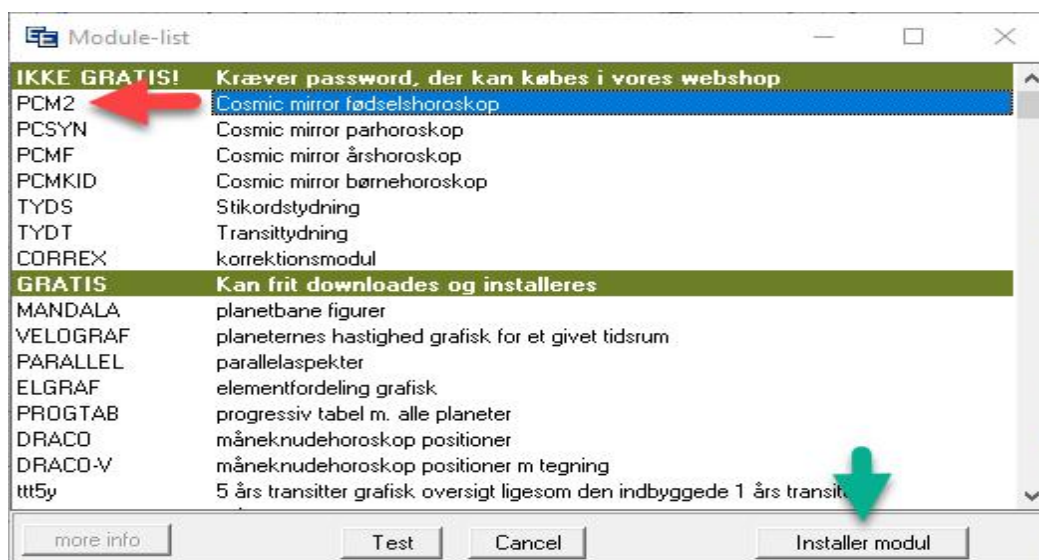 Module-list
IKKE GRATIS! Kræver password, der kan købes i vores webshop
PCM2 Cosmic mirror fødselshoroskop
PCSYN Cosmic mirror parhoroskop
PCMF Cosmic mirror årshoroskop
PCMKID Cosmic mirror børnehoroskop
TYDS Stikordstydning
TYDT Transittydning
CORREX korrektionsmodul
GRATIS Kan frit downloades og installeres
MANDALA planetbane figurer
VELOGRAF planeternes hastighed grafisk for et givet tidsrum
PARALLEL parallelaspekter
ELGRAF elementfordeling grafisk
PROGTAB progressiv tabel m. alle planeter
DRACO måneknudehoroskop positioner
DRACO-V måneknudehoroskop positioner m tegning
ttt5y 5 års transitter grafisk oversigt ligesom den indbyggede 1 års
more info Test Cancel Installer modul